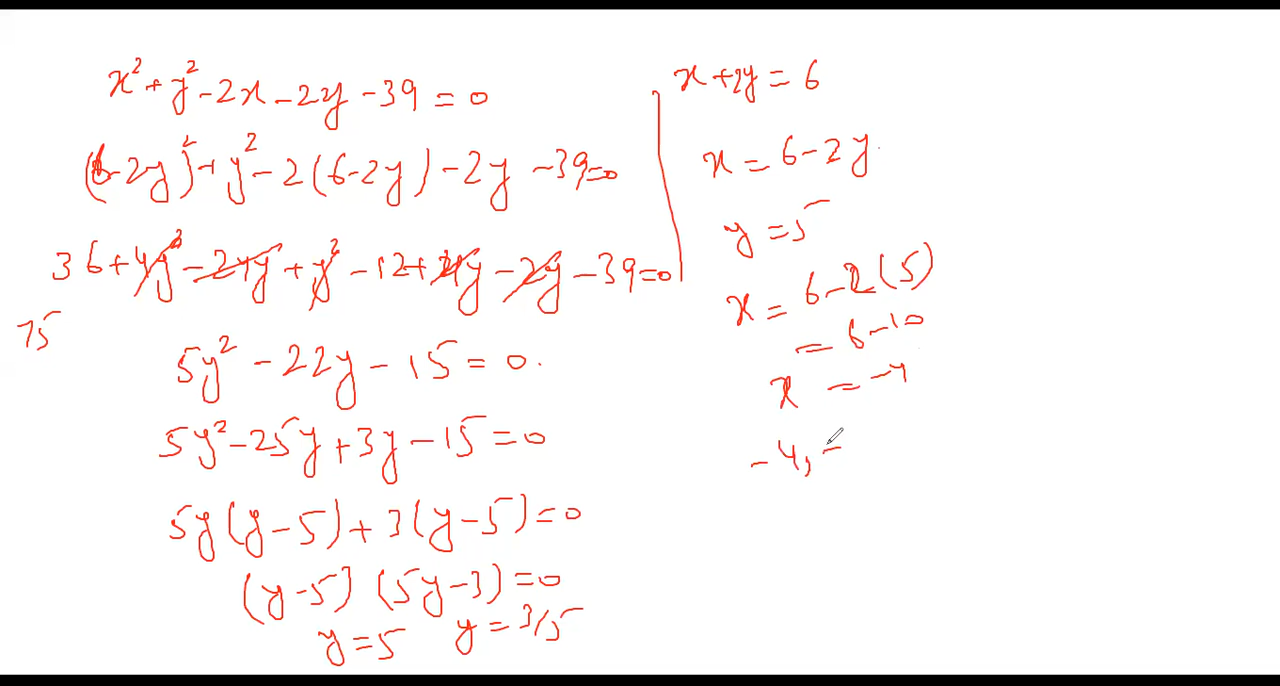 x² + y² - 2x - 2y - 39 = 0
(6-2y)² + y² - 2(6-2y) - 2y - 39=0
36+4y² - 24y + y² - 12 + 4y - 2y - 39=0
75
5y² - 22y - 15 = 0.
5y² - 25y + 3y - 15 = 0
5y(y-5) + 3(y-5) = 0
(y-5) (5y-3) = 0
y = 5 y = 3/5
x + 2y = 6
x = 6-2y
y = 5
x = 6-2(5)
= 6-10
x = -4
-4, -